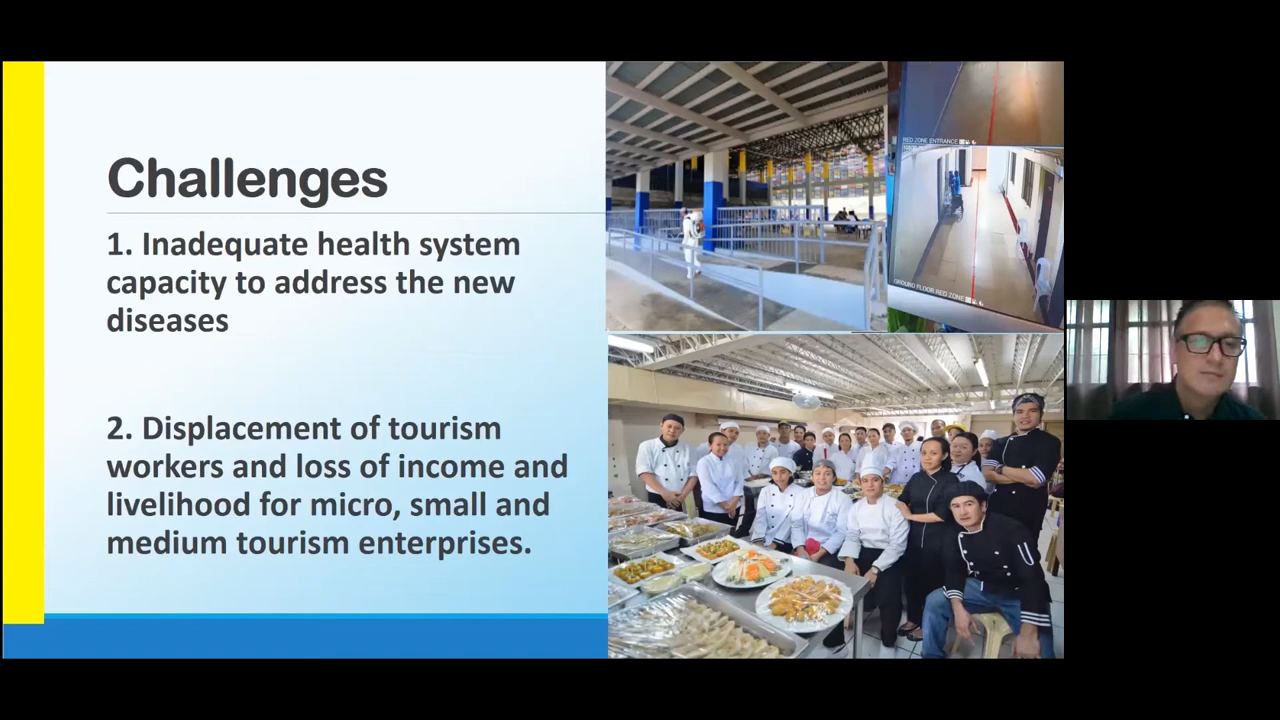 Challenges
1. Inadequate health system
capacity to address the new
diseases
2. Displacement of tourism
workers and loss of income and
livelihood for micro, small and
medium tourism enterprises.
RED ZONE ENTRANCE
GROUND FLOOR RED ZONE